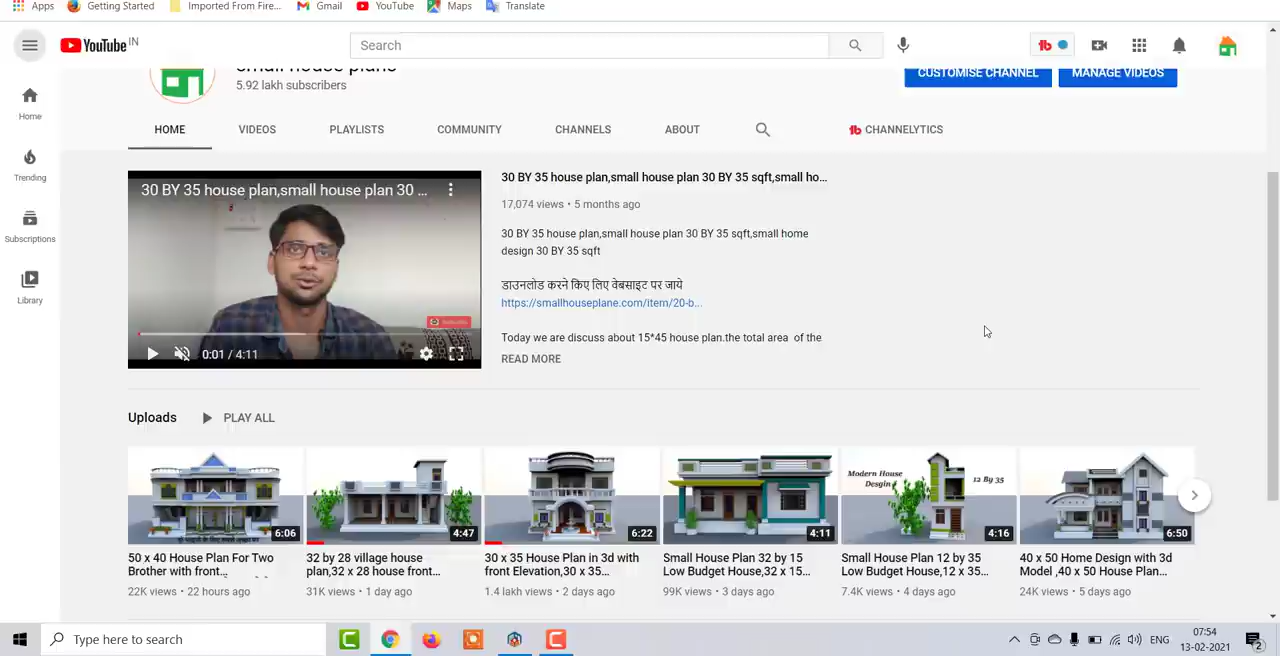 Apps Getting Started Imported From Fire... Gmail YouTube Maps Translate
YouTube IN
Search
tb
small house plans
5.92 lakh subscribers
CUSTOMISE CHANNEL
MANAGE VIDEOS
Home
Trending
Subscriptions
Library
HOME VIDEOS PLAYLISTS COMMUNITY CHANNELS ABOUT tb CHANNELYTICS
30 BY 35 house plan,small house plan 30 ...
0:01 / 4:11
30 BY 35 house plan,small house plan 30 BY 35 sqft,small ho...
17,074 views • 5 months ago
30 BY 35 house plan,small house plan 30 BY 35 sqft,small home
design 30 BY 35 sqft
डाउनलोड करने किए लिए वेबसाइट पर जाये
https://smallhouseplane.com/item/20-b...
Today we are discuss about 15*45 house plan.the total area of the
READ MORE
Uploads PLAY ALL
6:06
4:47
6:22
4:11
Modern House
Desgin
12 By 35
4:16
6:50
50 x 40 House Plan For Two
Brother with front...
22K views • 22 hours ago
32 by 28 village house
plan,32 x 28 house front...
31K views • 1 day ago
30 x 35 House Plan in 3d with
front Elevation,30 x 35...
1.4 lakh views • 2 days ago
Small House Plan 32 by 15
Low Budget House,32 x 15...
99K views • 3 days ago
Small House Plan 12 by 35
Low Budget House,12 x 35...
7.4K views • 4 days ago
40 x 50 Home Design with 3d
Model ,40 x 50 House Plan...
24K views • 5 days ago
Type here to search
ENG
07:54
13-02-2021
2